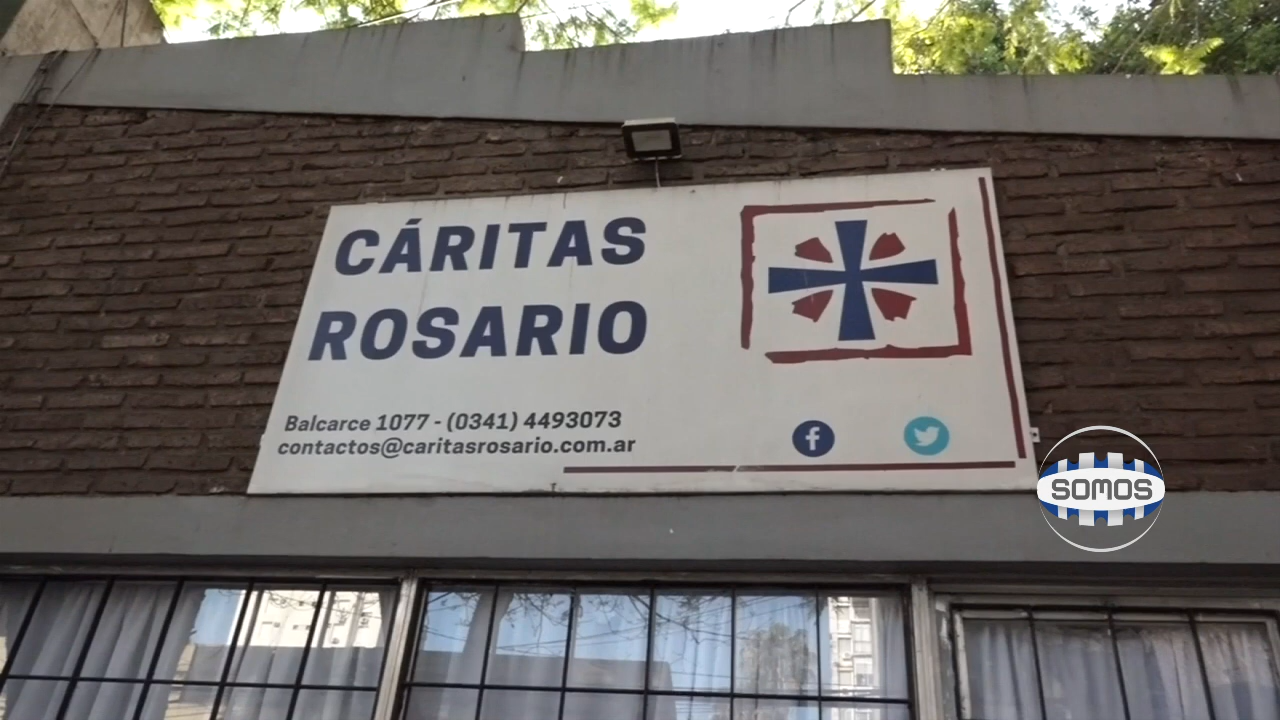 CÁRITAS
ROSARIO
Balcarce 1077 - (0341) 4493073
contactos@caritasrosario.com.ar
f
SOMOS